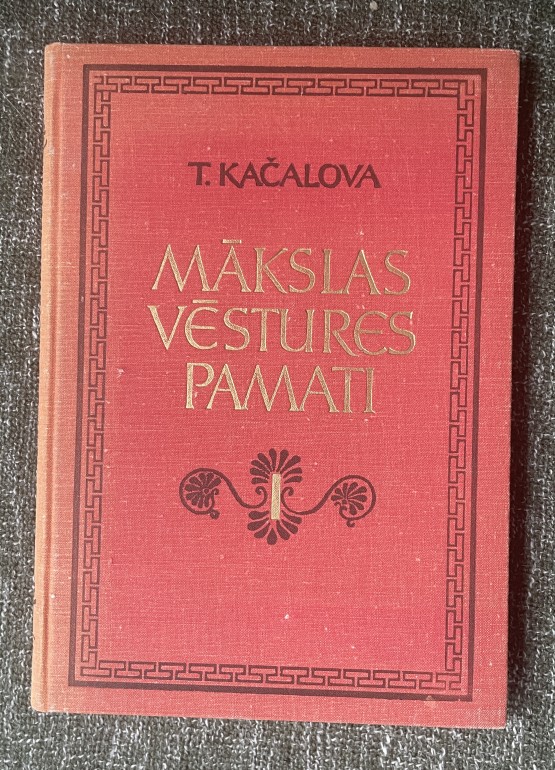 T. KAČALOVA
MĀKSLAS
VĒSTURES
PAMATI
I